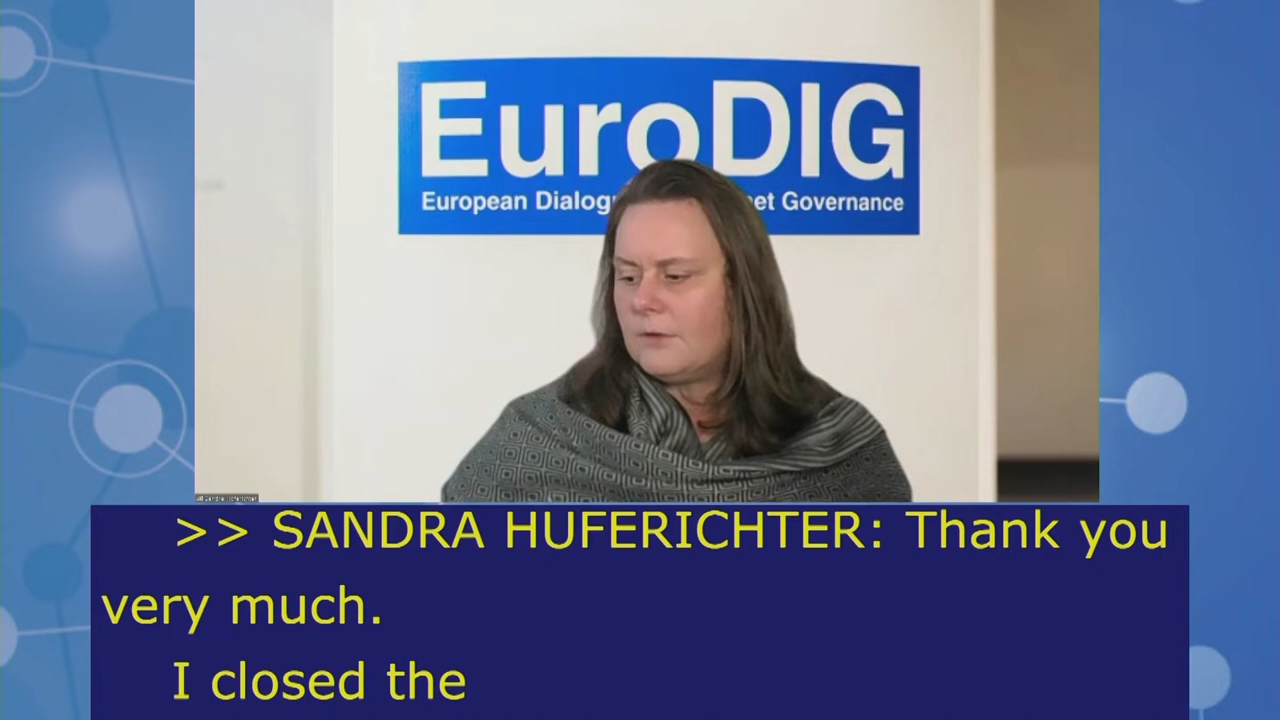 EuroDIG
European Dialog et Governance
>> SANDRA HUFERICHTER: Thank you
very much.
I closed the